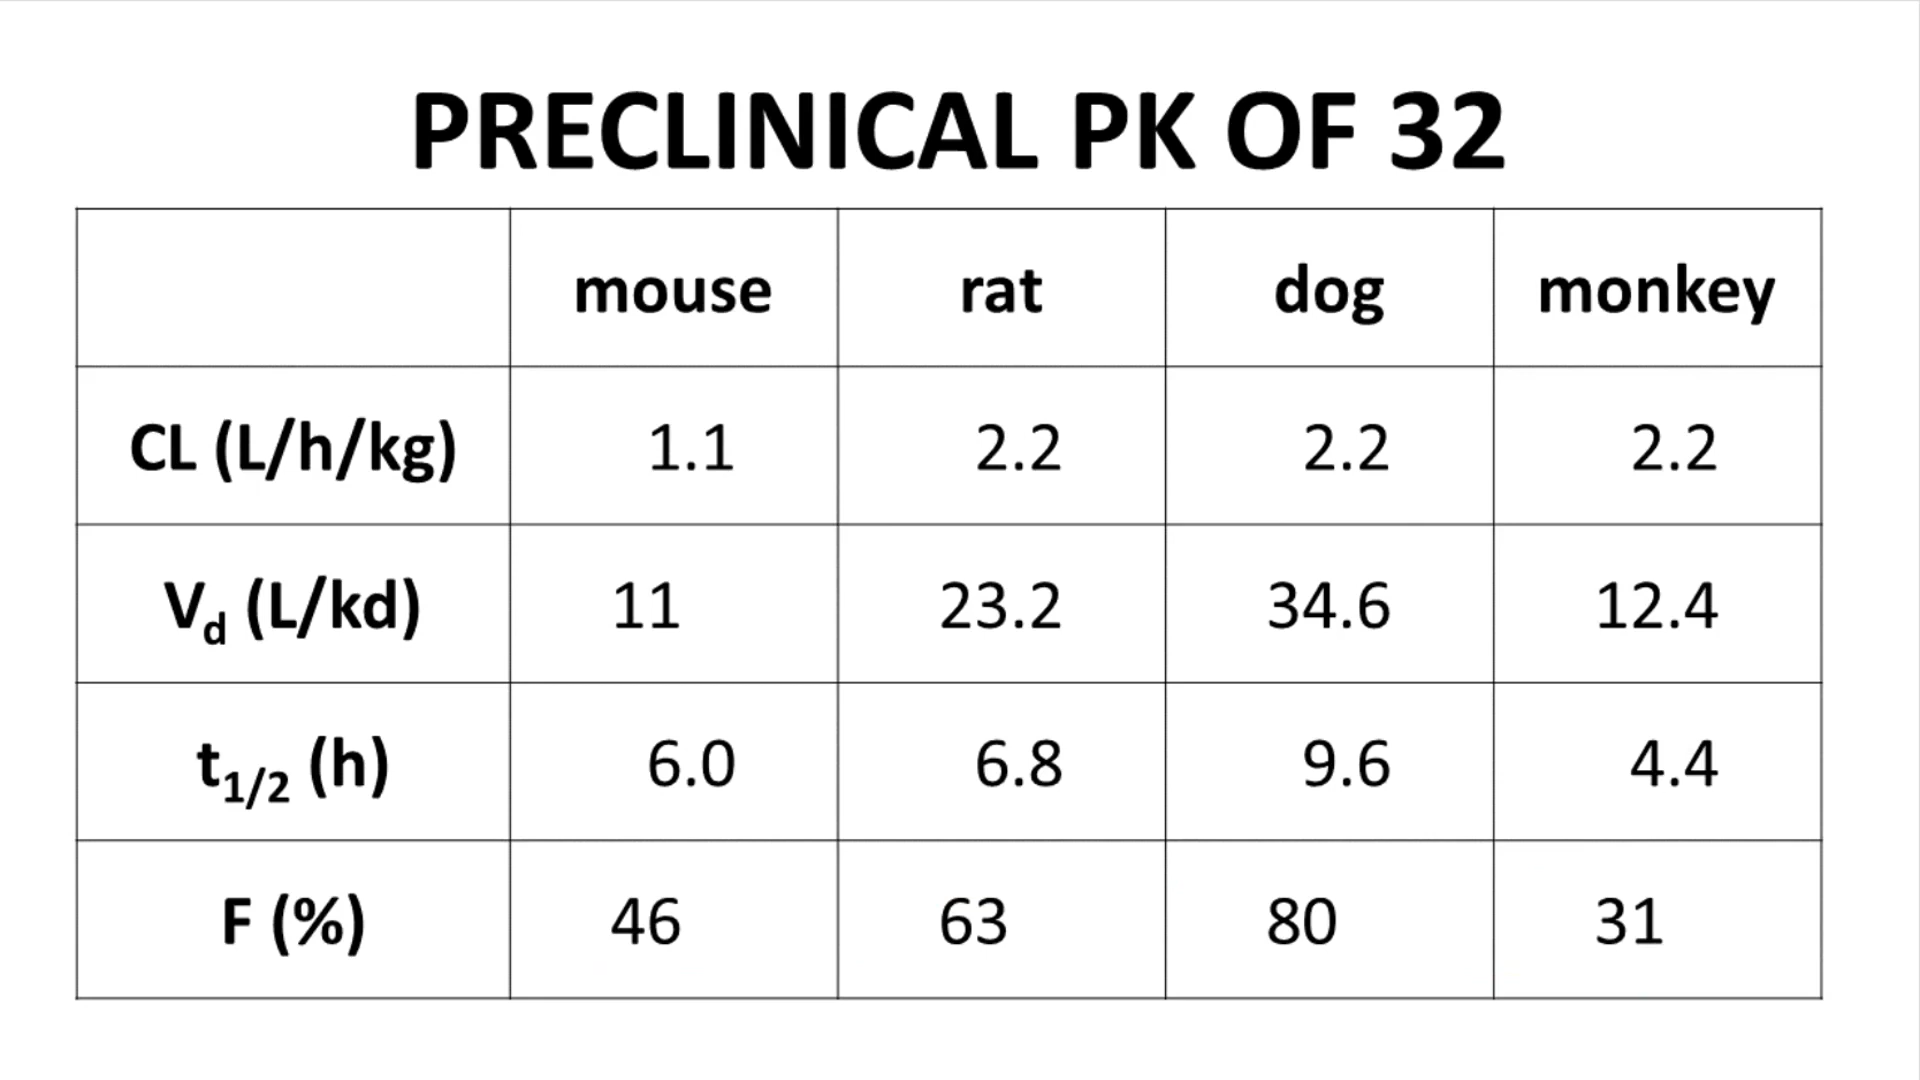 PRECLINICAL PK OF 32
mouse rat dog monkey
CL (L/h/kg) 1.1 2.2 2.2 2.2
Vd (L/kd) 11 23.2 34.6 12.4
t1/2 (h) 6.0 6.8 9.6 4.4
F (%) 46 63 80 31